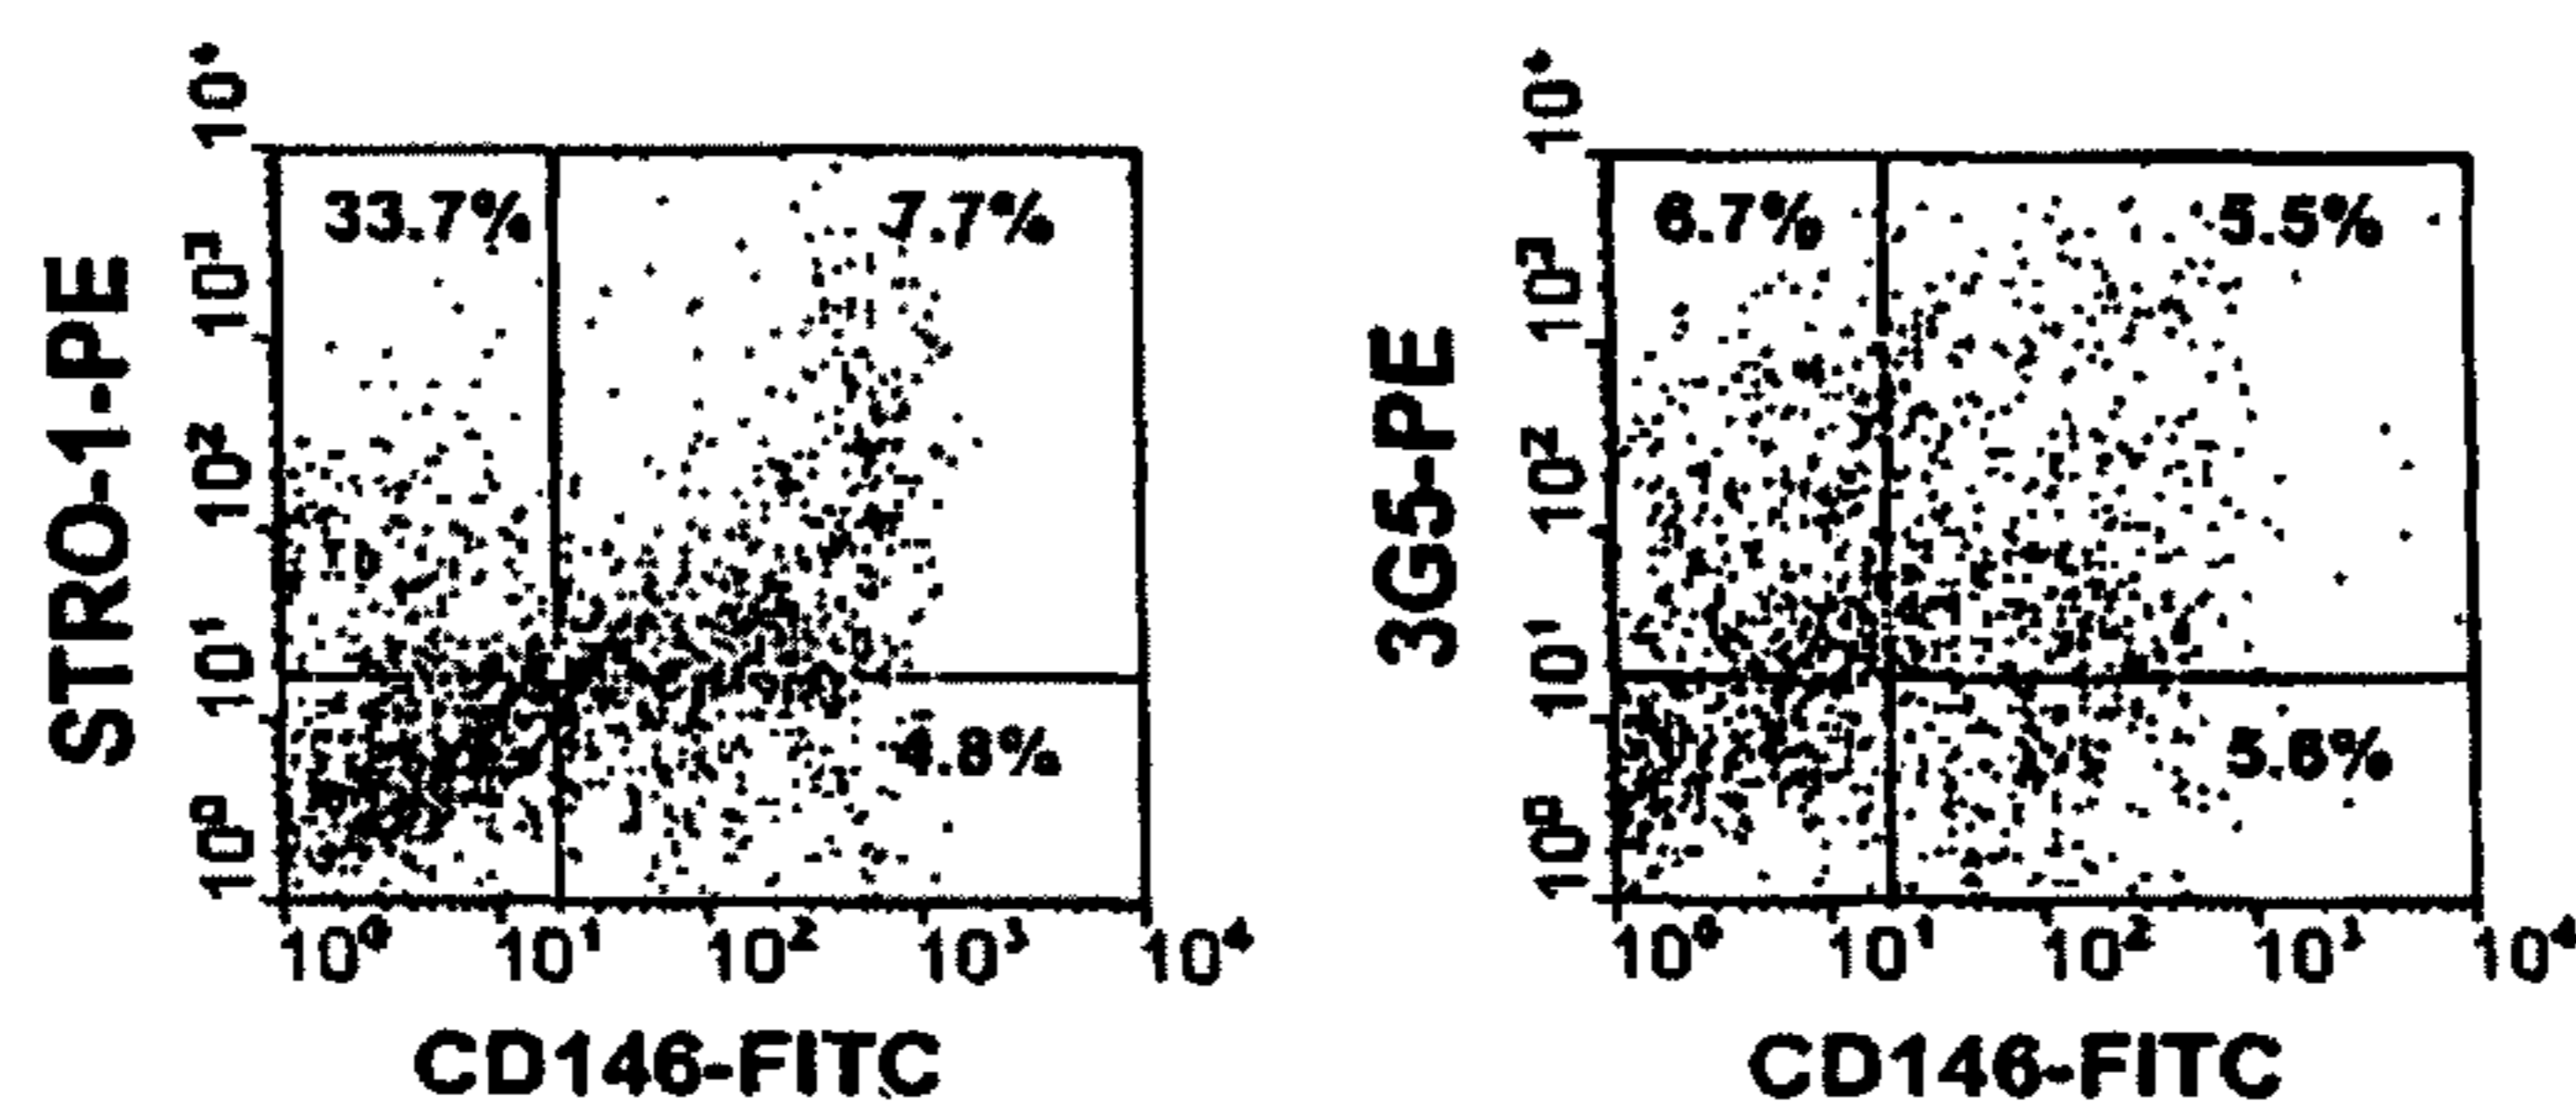 STRO-1-PE
10⁴
10³
10²
10¹
10⁰
33.7%
7.7%
4.8%
10⁰ 10¹ 10² 10³ 10⁴
CD146-FITC
3G5-PE
10⁴
10³
10²
10¹
10⁰
6.7%
5.5%
5.6%
10⁰ 10¹ 10² 10³ 10⁴
CD146-FITC